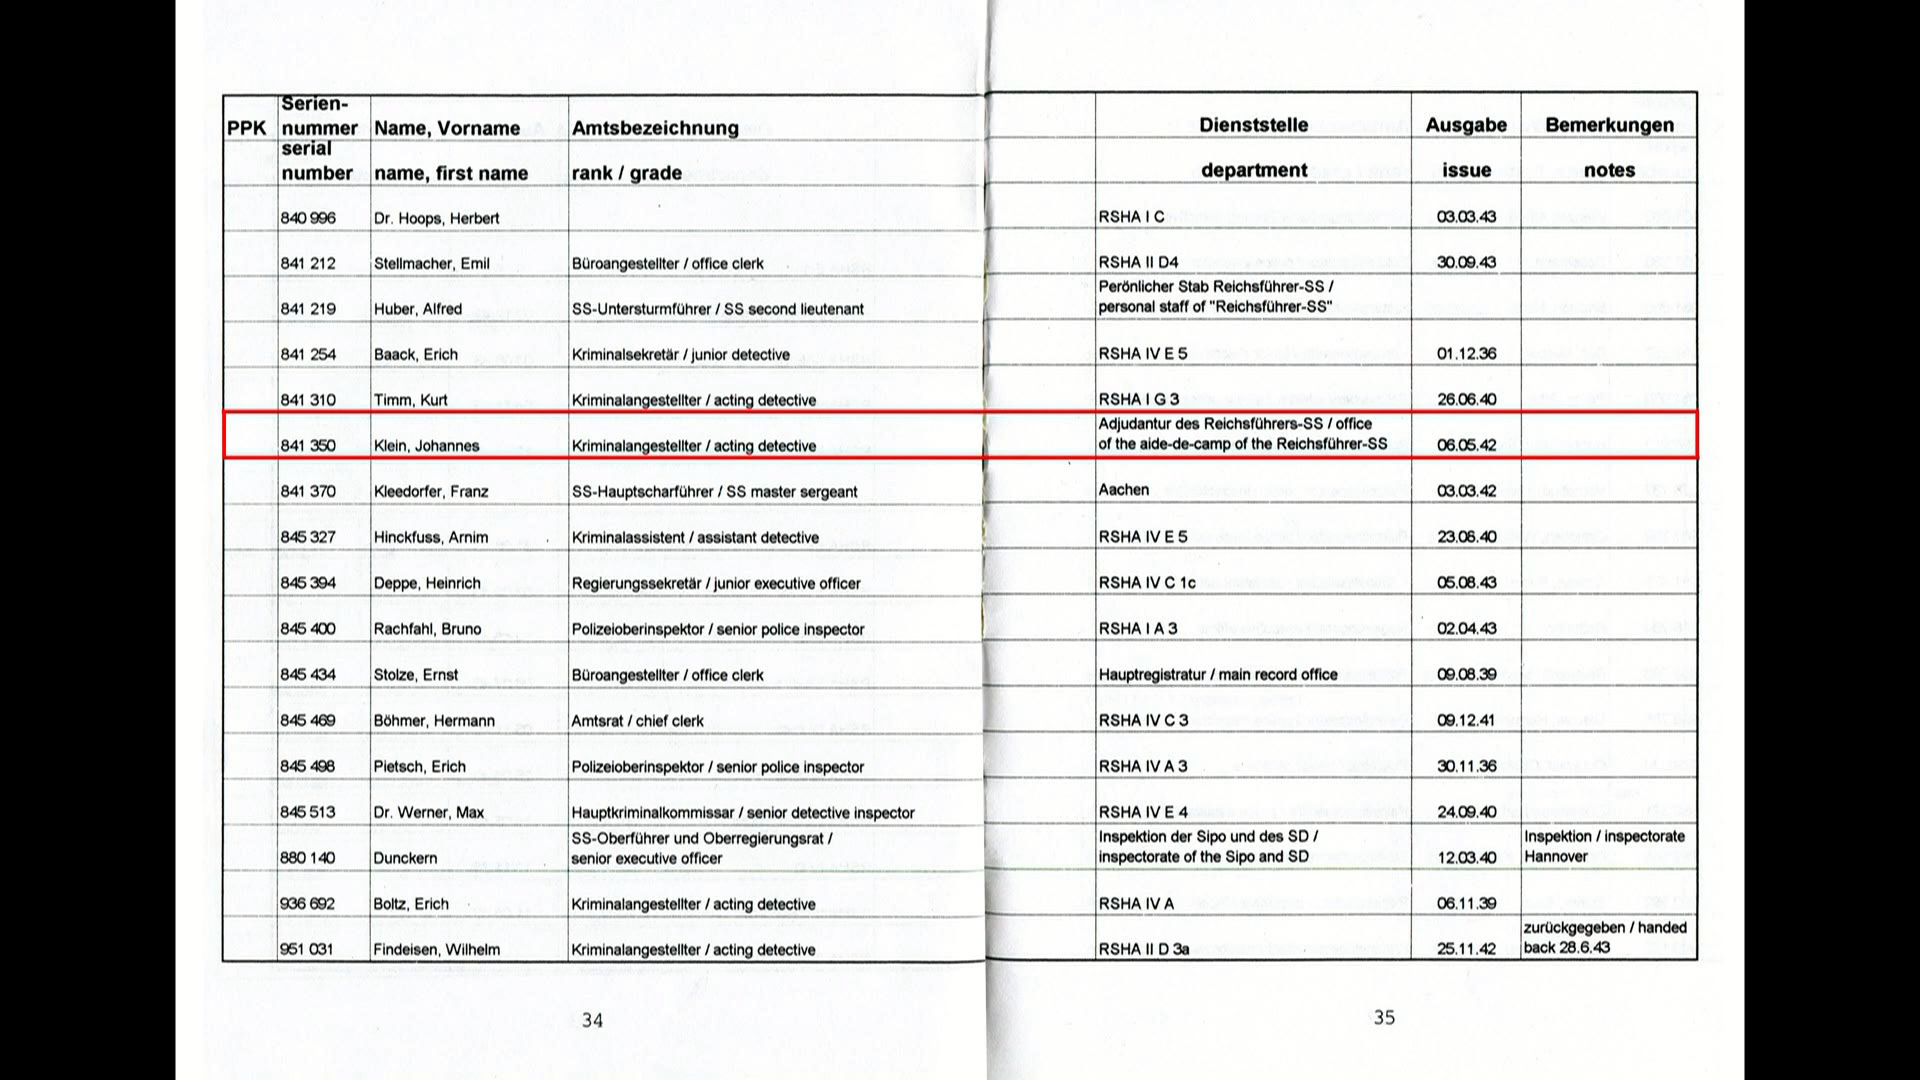 PPK Serien-nummer Name, Vorname Amtsbezeichnung Dienststelle Ausgabe Bemerkungen
serial number name, first name rank / grade department issue notes
840 996 Dr. Hoops, Herbert RSHA I C 03.03.43
841 212 Stellmacher, Emil Büroangestellter / office clerk RSHA II D4 30.09.43
841 219 Huber, Alfred SS-Untersturmführer / SS second lieutenant Perönlicher Stab Reichsführer-SS /
personal staff of "Reichsführer-SS"
841 254 Baack, Erich Kriminalsekretär / junior detective RSHA IV E 5 01.12.36
841 310 Timm, Kurt Kriminalangestellter / acting detective RSHA I G 3 26.06.40
841 350 Klein, Johannes Kriminalangestellter / acting detective Adjudantur des Reichsführers-SS / office
of the aide-de-camp of the Reichsführer-SS 06.05.42
841 370 Kleedorfer, Franz SS-Hauptscharführer / SS master sergeant Aachen 03.03.42
845 327 Hinckfuss, Arnim Kriminalassistent / assistant detective RSHA IV E 5 23.08.40
845 394 Deppe, Heinrich Regierungssekretär / junior executive officer RSHA IV C 1c 05.08.43
845 400 Rachfahl, Bruno Polizeioberinspektor / senior police inspector RSHA I A 3 02.04.43
845 434 Stolze, Ernst Büroangestellter / office clerk Hauptregistratur / main record office 09.08.39
845 469 Böhmer, Hermann Amtsrat / chief clerk RSHA IV C 3 09.12.41
845 498 Pietsch, Erich Polizeioberinspektor / senior police inspector RSHA IV A 3 30.11.36
845 513 Dr. Werner, Max Hauptkriminalkommissar / senior detective inspector RSHA IV E 4 24.09.40
880 140 Dunckern SS-Oberführer und Oberregierungsrat /
senior executive officer Inspektion der Sipo und des SD /
inspectorate of the Sipo and SD 12.03.40 Inspektion / inspectorate
Hannover
936 692 Boltz, Erich Kriminalangestellter / acting detective RSHA IV A 06.11.39
951 031 Findeisen, Wilhelm Kriminalangestellter / acting detective RSHA II D 3a 25.11.42 zurückgegeben / handed
back 28.6.43
34
35